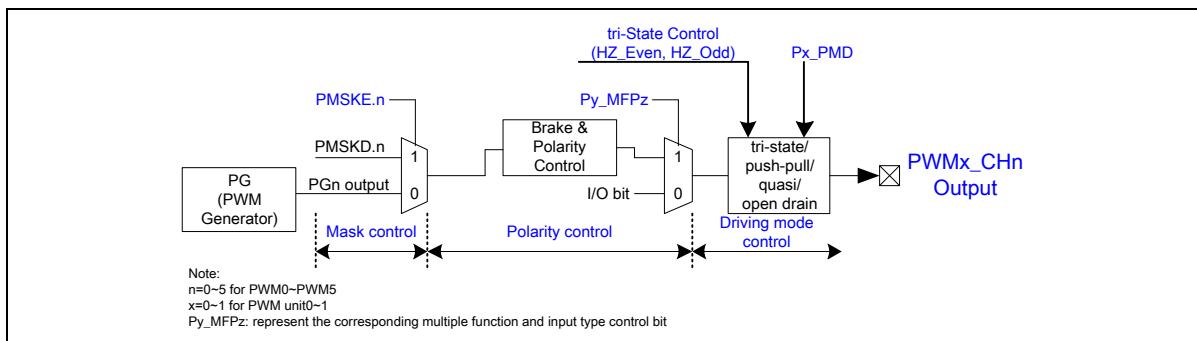 tri-State Control
(HZ_Even, HZ_Odd)
Px_PMD
PMSKE.n
Py_MFPz
PMSKD.n
1
Brake &
Polarity
Control
1
tri-state/
push-pull/
quasi/
open drain
PWMx_CHn
Output
PG
(PWM
Generator)
PGn output
0
I/O bit
0
Mask control
Polarity control
Driving mode
control
Note:
n=0~5 for PWM0~PWM5
x=0~1 for PWM unit0~1
Py_MFPz: represent the corresponding multiple function and input type control bit